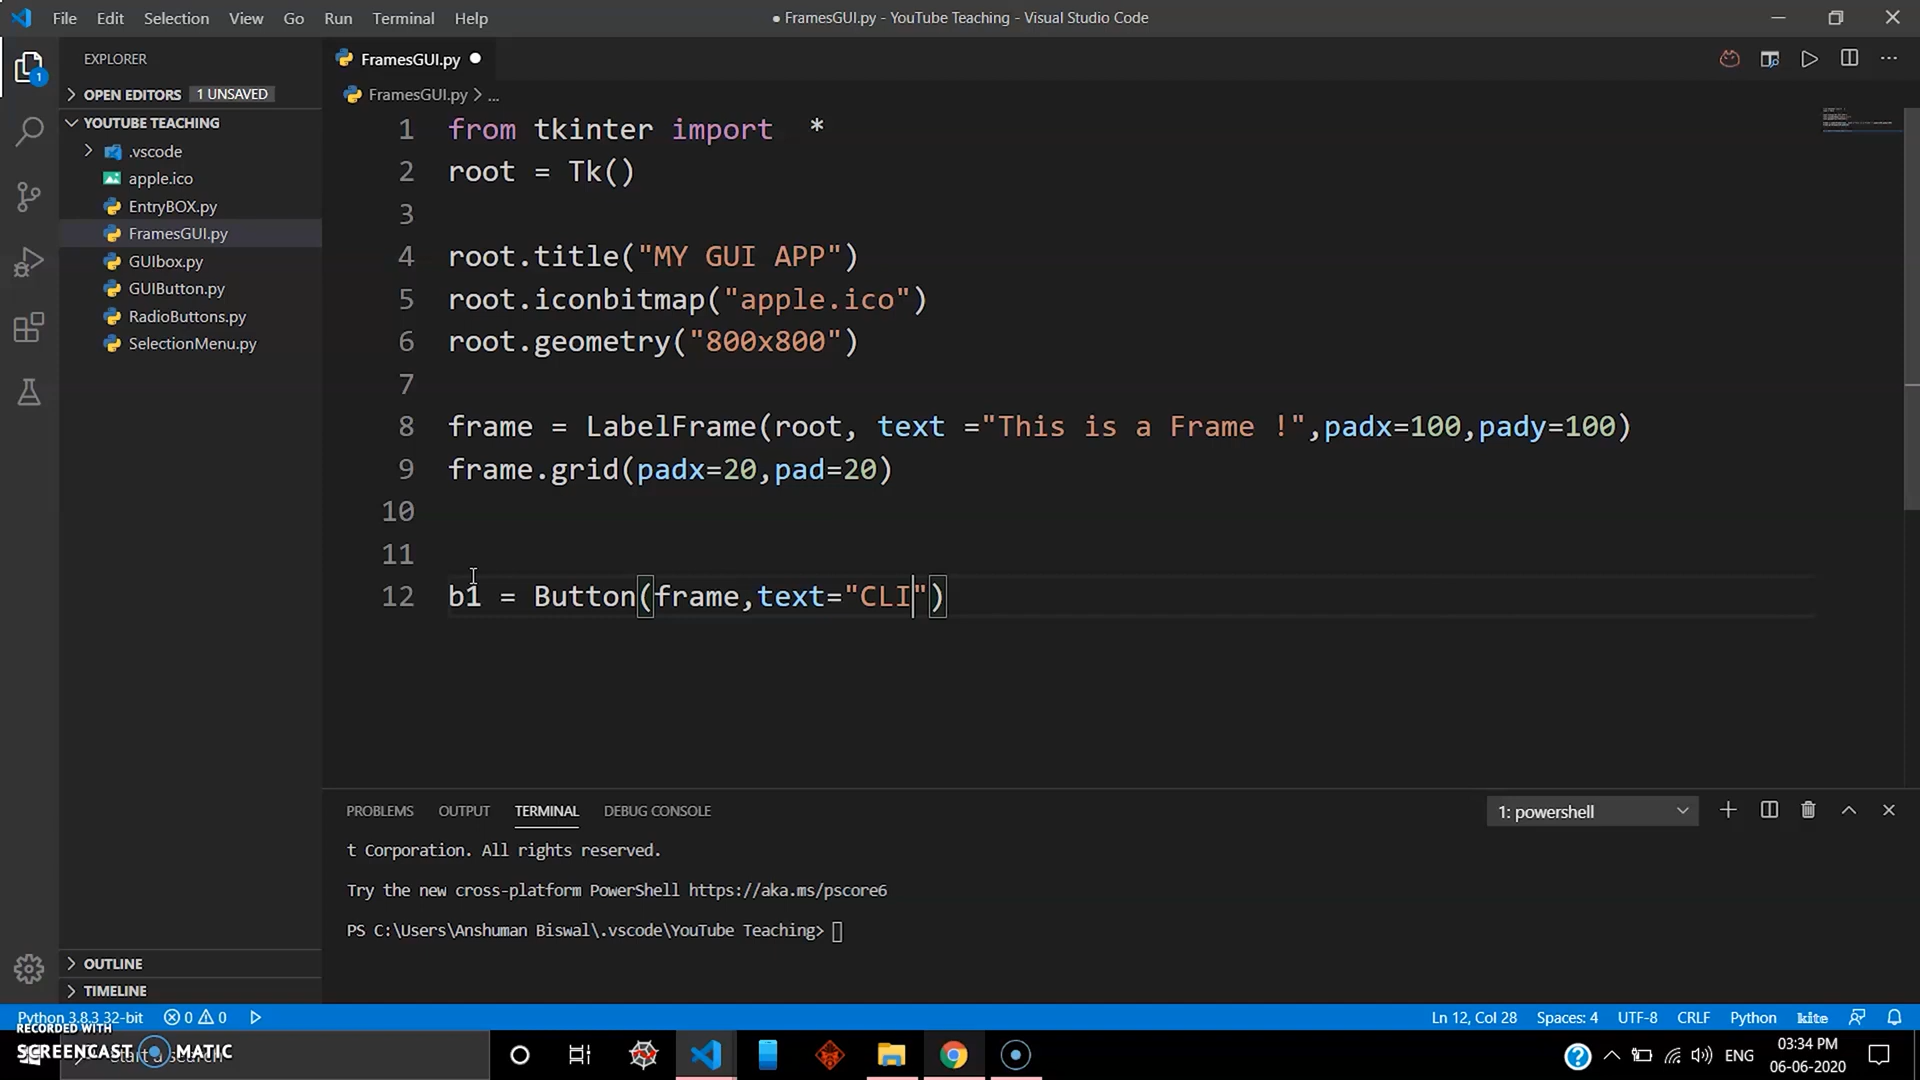 File Edit Selection View Go Run Terminal Help
● FramesGUI.py - YouTube Teaching - Visual Studio Code
EXPLORER
OPEN EDITORS 1 UNSAVED
YOUTUBE TEACHING
.vscode
apple.ico
EntryBOX.py
FramesGUI.py
GUIbox.py
GUIButton.py
RadioButtons.py
SelectionMenu.py
OUTLINE
TIMELINE
1
FramesGUI.py
FramesGUI.py > ...
1 from tkinter import  *
2 root = Tk()
3
4 root.title("MY GUI APP")
5 root.iconbitmap("apple.ico")
6 root.geometry("800x800")
7
8 frame = LabelFrame(root, text ="This is a Frame !",padx=100,pady=100)
9 frame.grid(padx=20,pad=20)
10
11
12 b1 = Button(frame,text="CLI")
PROBLEMS OUTPUT TERMINAL DEBUG CONSOLE
1: powershell
t Corporation. All rights reserved.
Try the new cross-platform PowerShell https://aka.ms/pscore6
PS C:\Users\Anshuman Biswal\.vscode\YouTube Teaching>
Python 3.8.3 32-bit 0 0
Ln 12, Col 28 Spaces: 4 UTF-8 CRLF Python kite
RECORDED WITH
SCREENCAST MATIC
Start a search
ENG
03:34 PM
06-06-2020